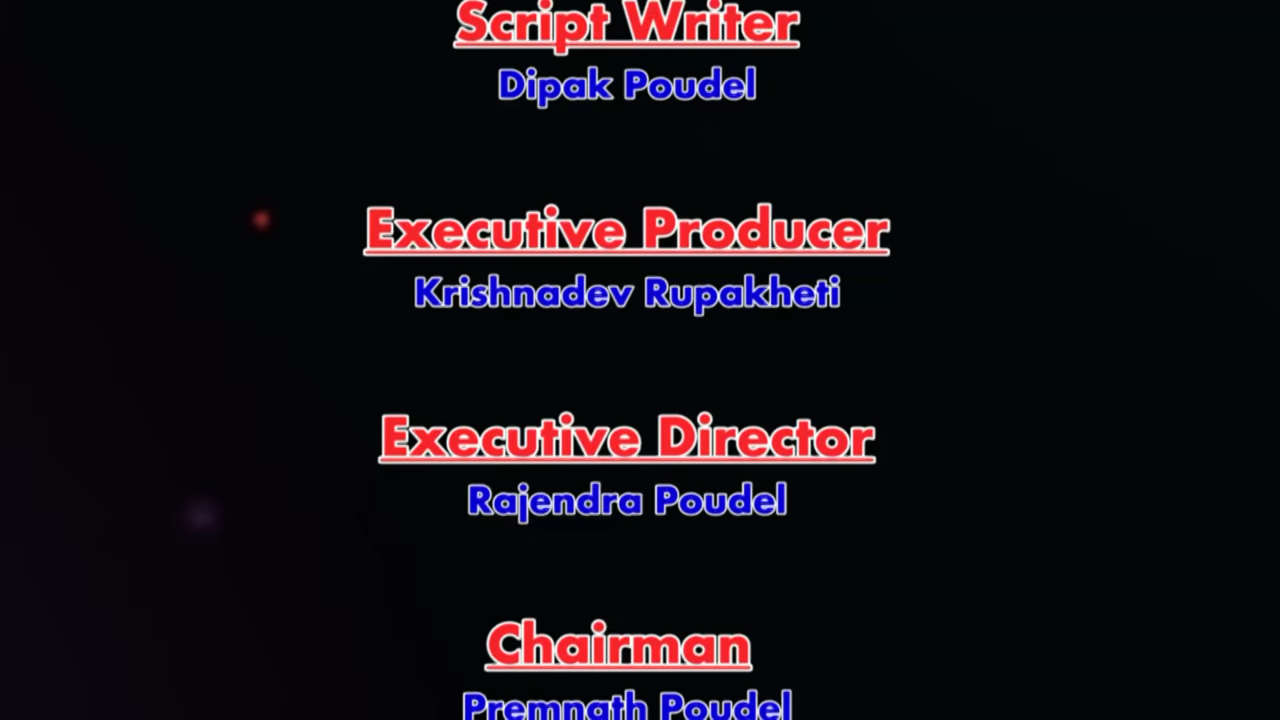 Script Writer
Dipak Poudel
Executive Producer
Krishnadev Rupakheti
Executive Director
Rajendra Poudel
Chairman
Premnath Poudel